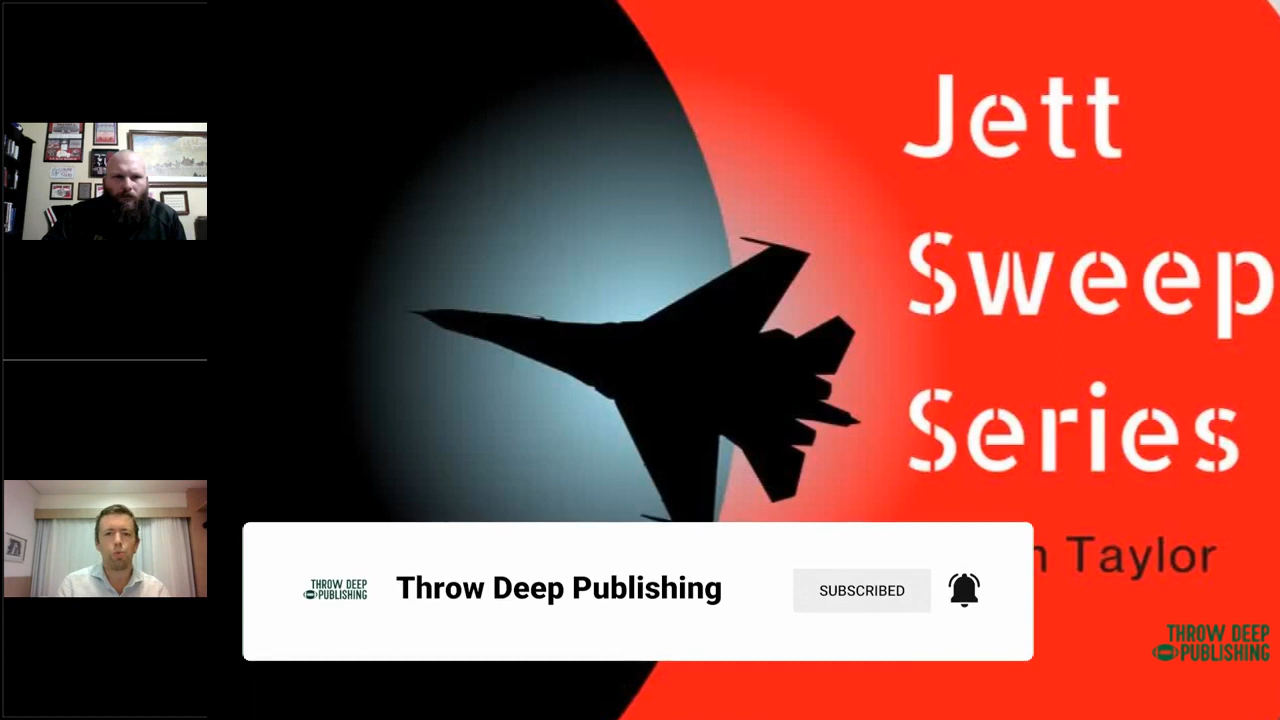 Jett
Sweep
Series
Taylor
THROW DEEP
PUBLISHING
Throw Deep Publishing
SUBSCRIBED
THROW DEEP
PUBLISHING